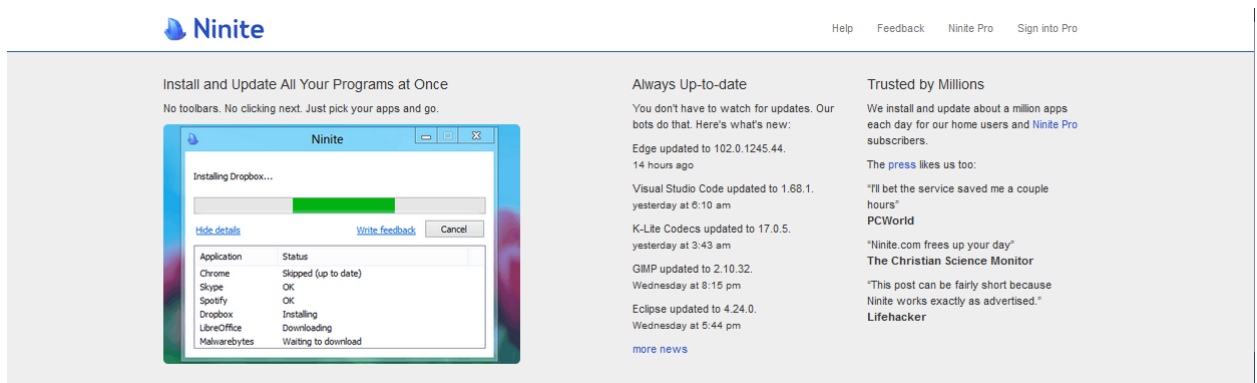 Ninite
Help Feedback Ninite Pro Sign into Pro
Install and Update All Your Programs at Once
No toolbars. No clicking next. Just pick your apps and go.
Ninite
Installing Dropbox...
Hide details Write feedback Cancel
Application Status
Chrome Skipped (up to date)
Skype OK
Spotify OK
Dropbox Installing
LibreOffice Downloading
Malwarebytes Waiting to download
Always Up-to-date
You don't have to watch for updates. Our
bots do that. Here's what's new:
Edge updated to 102.0.1245.44.
14 hours ago
Visual Studio Code updated to 1.68.1.
yesterday at 6:10 am
K-Lite Codecs updated to 17.0.5.
yesterday at 3:43 am
GIMP updated to 2.10.32.
Wednesday at 8:15 pm
Eclipse updated to 4.24.0.
Wednesday at 5:44 pm
more news
Trusted by Millions
We install and update about a million apps
each day for our home users and Ninite Pro
subscribers.
The press likes us too:
"I'll bet the service saved me a couple
hours"
PCWorld
"Ninite.com frees up your day"
The Christian Science Monitor
"This post can be fairly short because
Ninite works exactly as advertised."
Lifehacker